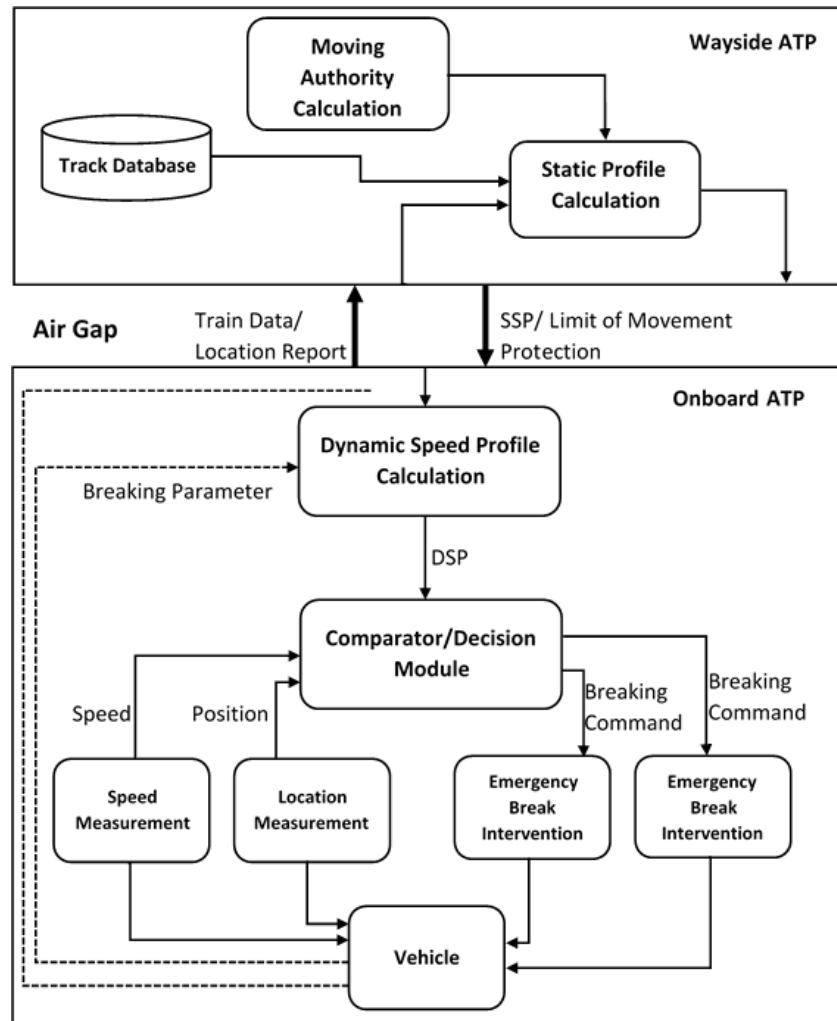 Moving
Authority
Calculation
Wayside ATP
Track Database
Static Profile
Calculation
Air Gap
Train Data/
Location Report
SSP/ Limit of Movement
Protection
Onboard ATP
Dynamic Speed Profile
Calculation
Breaking Parameter
DSP
Comparator/Decision
Module
Speed
Position
Breaking
Command
Breaking
Command
Speed
Measurement
Location
Measurement
Emergency
Break
Intervention
Emergency
Break
Intervention
Vehicle